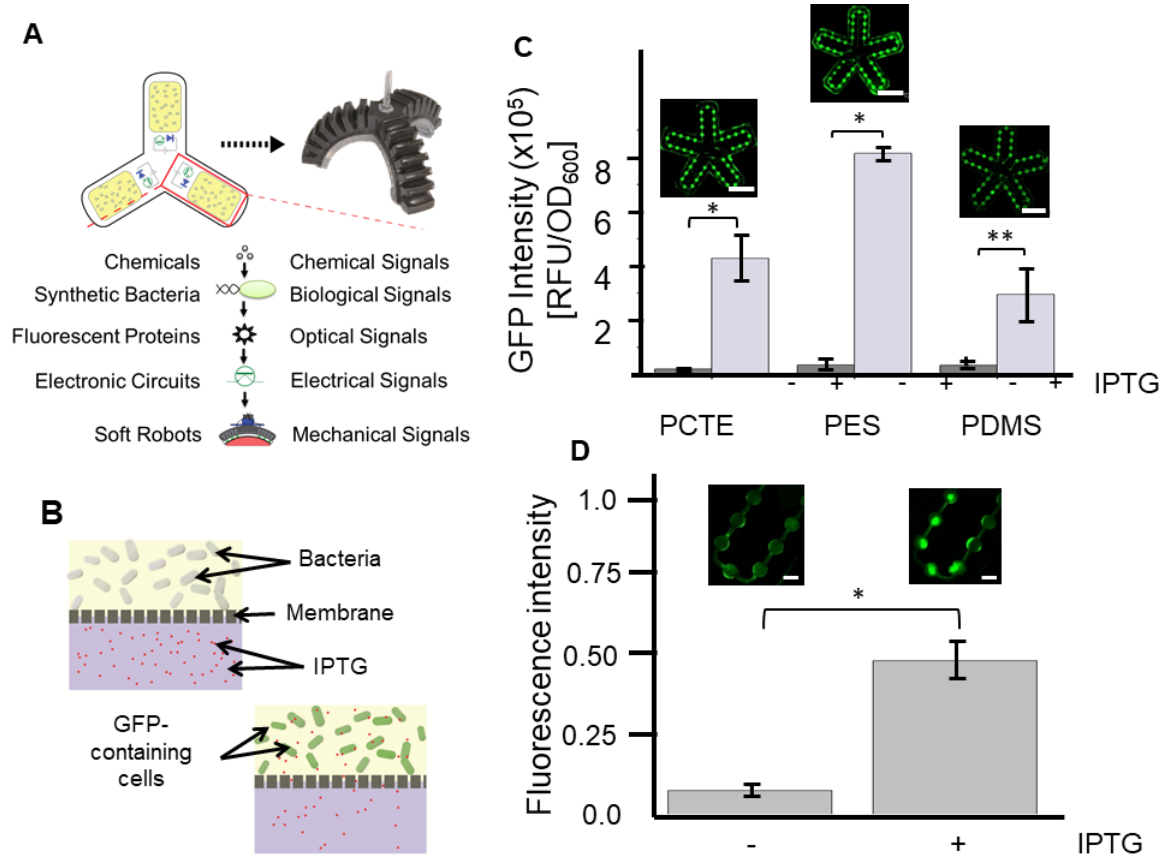 A
Chemicals Chemical Signals
Synthetic Bacteria Biological Signals
Fluorescent Proteins Optical Signals
Electronic Circuits Electrical Signals
Soft Robots Mechanical Signals
B
Bacteria
Membrane
IPTG
GFP-
containing
cells
C
GFP Intensity (x10⁵)
[RFU/OD₆₀₀]
8
6
4
2
*
*
**
- + - + - + IPTG
PCTE PES PDMS
D
Fluorescence intensity
1.0
0.75
0.50
0.25
0.0
*
- + IPTG